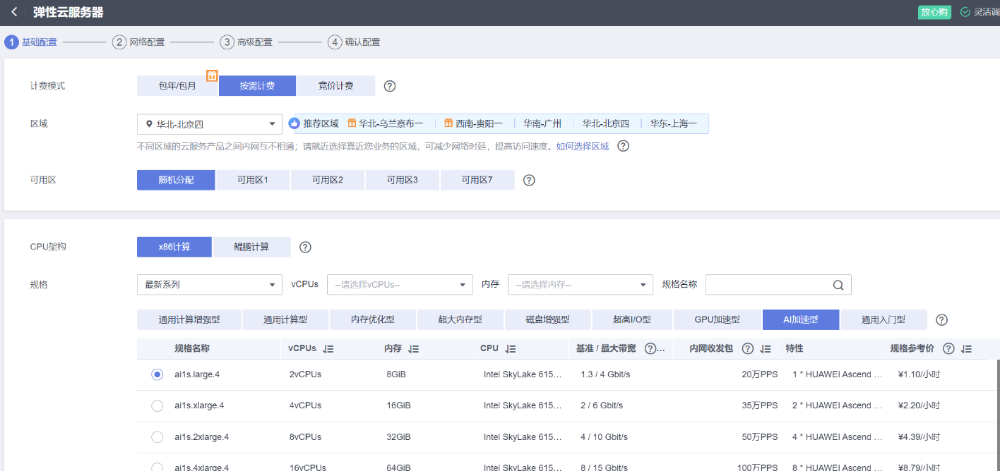 弹性云服务器 放心购 灵活调
1 基础配置 2 网络配置 3 高级配置 4 确认配置
计费模式 包年/包月 按需计费 竞价计费
区域 华北-北京四 推荐区域 华北-乌兰察布一 西南-贵阳一 华南-广州 华北-北京四 华东-上海一
不同区域的云服务产品之间内网互不相通；请就近选择靠近您业务的区域，可减少网络时延，提高访问速度。如何选择区域
可用区 随机分配 可用区1 可用区2 可用区3 可用区7
CPU架构 x86计算 鲲鹏计算
规格 最新系列 vCPUs --请选择vCPUs-- 内存 --请选择内存-- 规格名称
通用计算增强型 通用计算型 内存优化型 超大内存型 磁盘增强型 超高I/O型 GPU加速型 AI加速型 通用入门型
规格名称 vCPUs 内存 CPU 基准 / 最大带宽 ... 内网收发包 特性 规格参考价
ai1s.large.4 2vCPUs 8GiB Intel SkyLake 615... 1.3 / 4 Gbit/s 20万PPS 1 * HUAWEI Ascend ... ¥1.10/小时
ai1s.xlarge.4 4vCPUs 16GiB Intel SkyLake 615... 2 / 6 Gbit/s 35万PPS 2 * HUAWEI Ascend ... ¥2.20/小时
ai1s.2xlarge.4 8vCPUs 32GiB Intel SkyLake 615... 4 / 10 Gbit/s 50万PPS 4 * HUAWEI Ascend ... ¥4.39/小时
ai1s.4xlarge.4 16vCPUs 64GiB Intel SkyLake 615... 8 / 15 Gbit/s 100万PPS 8 * HUAWEI Ascend ... ¥8.79/小时